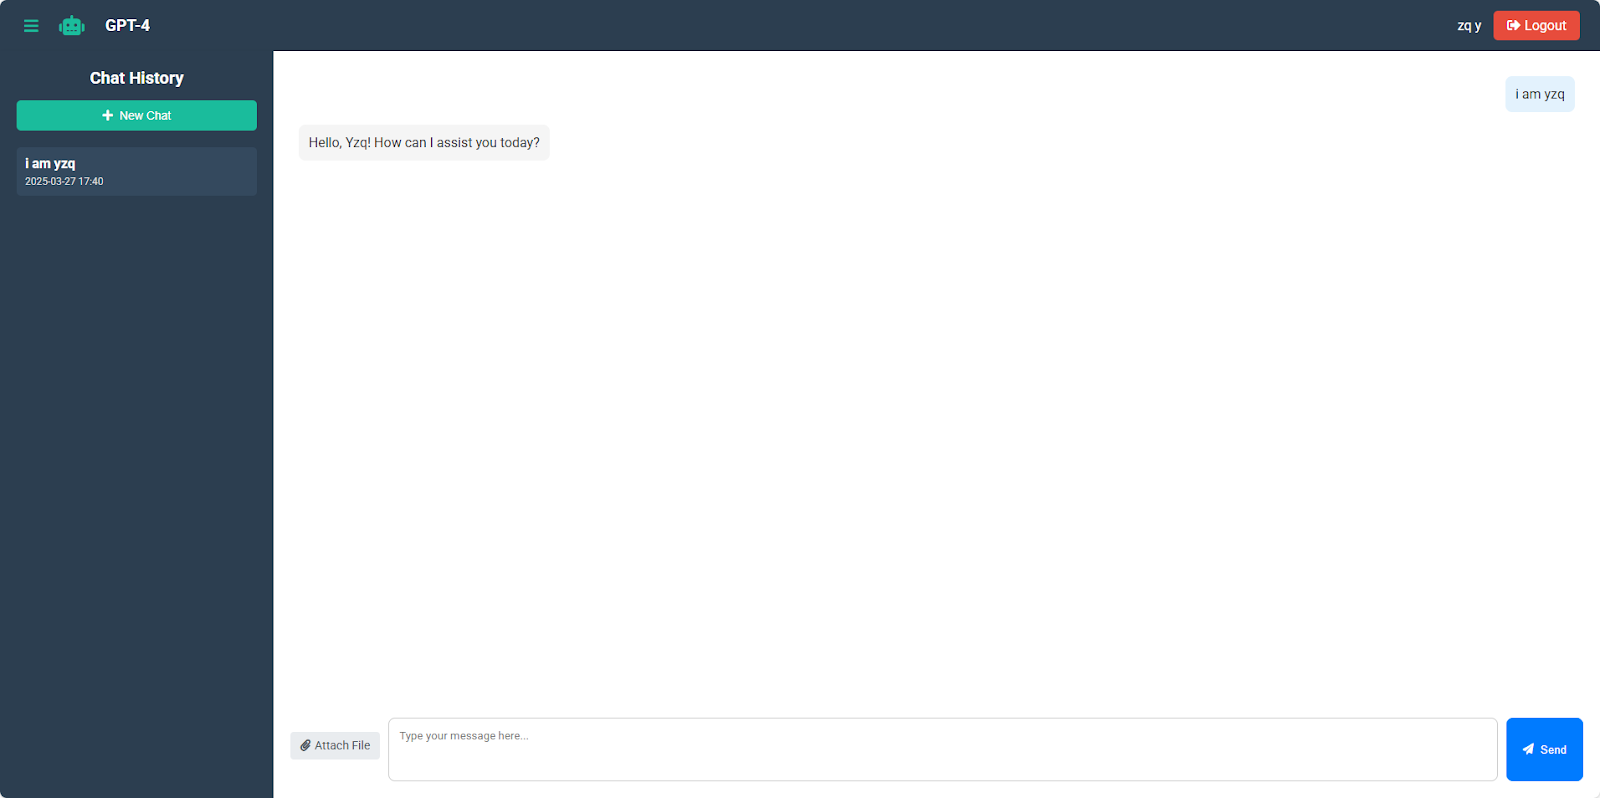 GPT-4
zq y
Logout
Chat History
New Chat
i am yzq
2025-03-27 17:40
i am yzq
Hello, Yzq! How can I assist you today?
Attach File
Type your message here...
Send